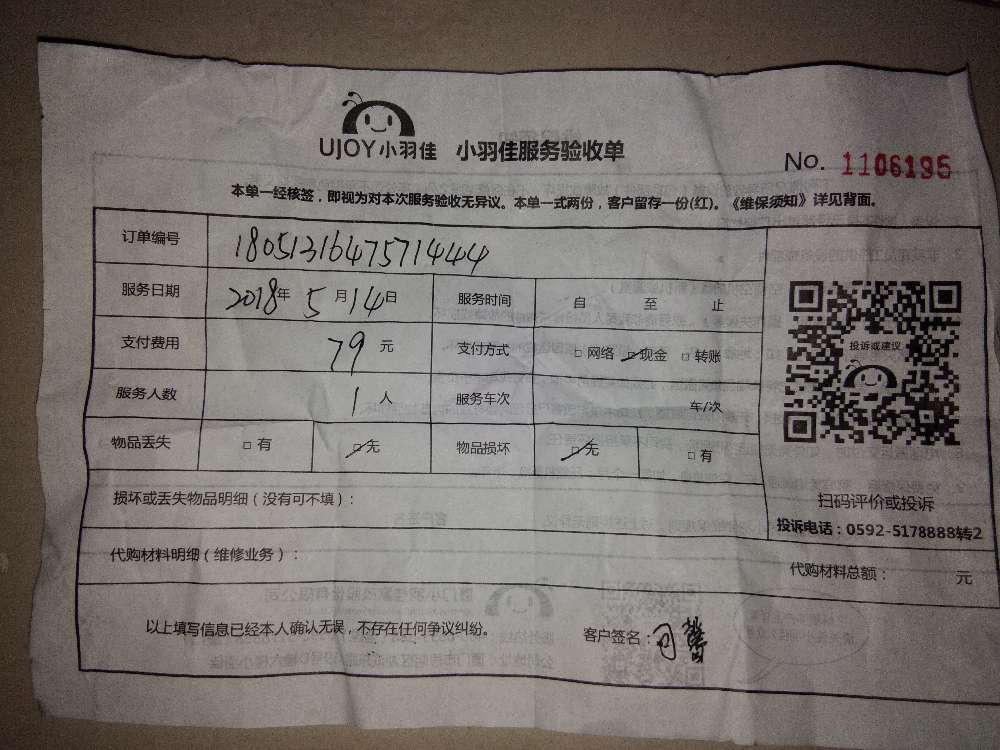 UJOY小羽佳 小羽佳服务验收单
No. 1106195
本单一经核签，即视为对本次服务验收无异议。本单一式两份，客户留存一份(红)。《维保须知》详见背面。
订单编号 180513164757​1444
服务日期 2018年 5月14日 服务时间 自 至 止
支付费用 79 元 支付方式 □网络 □现金 □转账
投诉或建议
服务人数 1 人 服务车次 车/次
物品丢失 □有 □无 物品损坏 □无 □有
损坏或丢失物品明细（没有可不填）：
扫码评价或投诉
投诉电话：0592-5178888转2
代购材料明细（维修业务）：
代购材料总额： 元
以上填写信息已经本人确认无误，不存在任何争议纠纷。
客户签名：